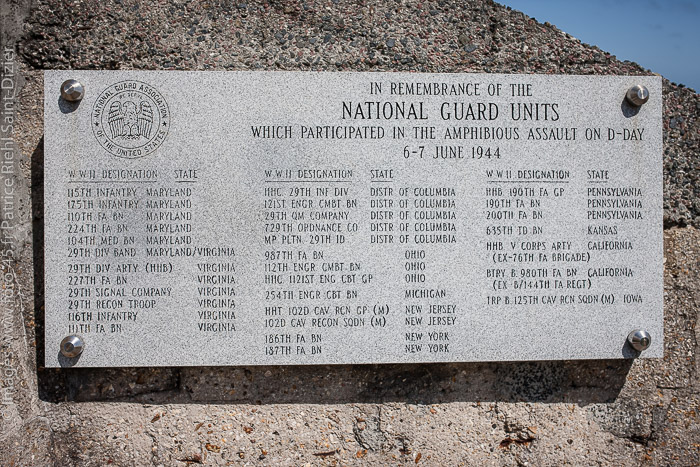 IN REMEMBRANCE OF THE
NATIONAL GUARD UNITS
WHICH PARTICIPATED IN THE AMPHIBIOUS ASSAULT ON D-DAY
6-7 JUNE 1944
NATIONAL GUARD ASSOCIATION
OF THE UNITED STATES
WWII DESIGNATION STATE
115TH INFANTRY MARYLAND
175TH INFANTRY MARYLAND
110TH FA BN MARYLAND
224TH FA BN MARYLAND
104TH MED BN MARYLAND
29TH DIV BAND MARYLAND/VIRGINIA
29TH DIV ARTY (HHB) VIRGINIA
227TH FA BN VIRGINIA
29TH SIGNAL COMPANY VIRGINIA
29TH RECON TROOP VIRGINIA
116TH INFANTRY VIRGINIA
111TH FA BN VIRGINIA
WWII DESIGNATION STATE
HHC 29TH INF DIV DISTR OF COLUMBIA
121ST ENGR CMBT BN DISTR OF COLUMBIA
29TH QM COMPANY DISTR OF COLUMBIA
729TH ORDNANCE CO DISTR OF COLUMBIA
MP PLTN 29TH ID DISTR OF COLUMBIA
987TH FA BN OHIO
112TH ENGR CMBT BN OHIO
HHC 1121ST ENG CBT GP OHIO
254TH ENGR CBT BN MICHIGAN
HHT 102D CAV RCN GP (M) NEW JERSEY
102D CAV RECON SQDN (M) NEW JERSEY
186TH FA BN NEW YORK
187TH FA BN NEW YORK
WWII DESIGNATION STATE
HHB 190TH FA GP PENNSYLVANIA
190TH FA BN PENNSYLVANIA
200TH FA BN PENNSYLVANIA
635TH TD BN KANSAS
HHB V CORPS ARTY CALIFORNIA
(EX-76TH FA BRIGADE)
BTRY B 980TH FA BN CALIFORNIA
(EX B/144TH FA REGT)
TRP B 125TH CAV RCN SQDN (M) IOWA